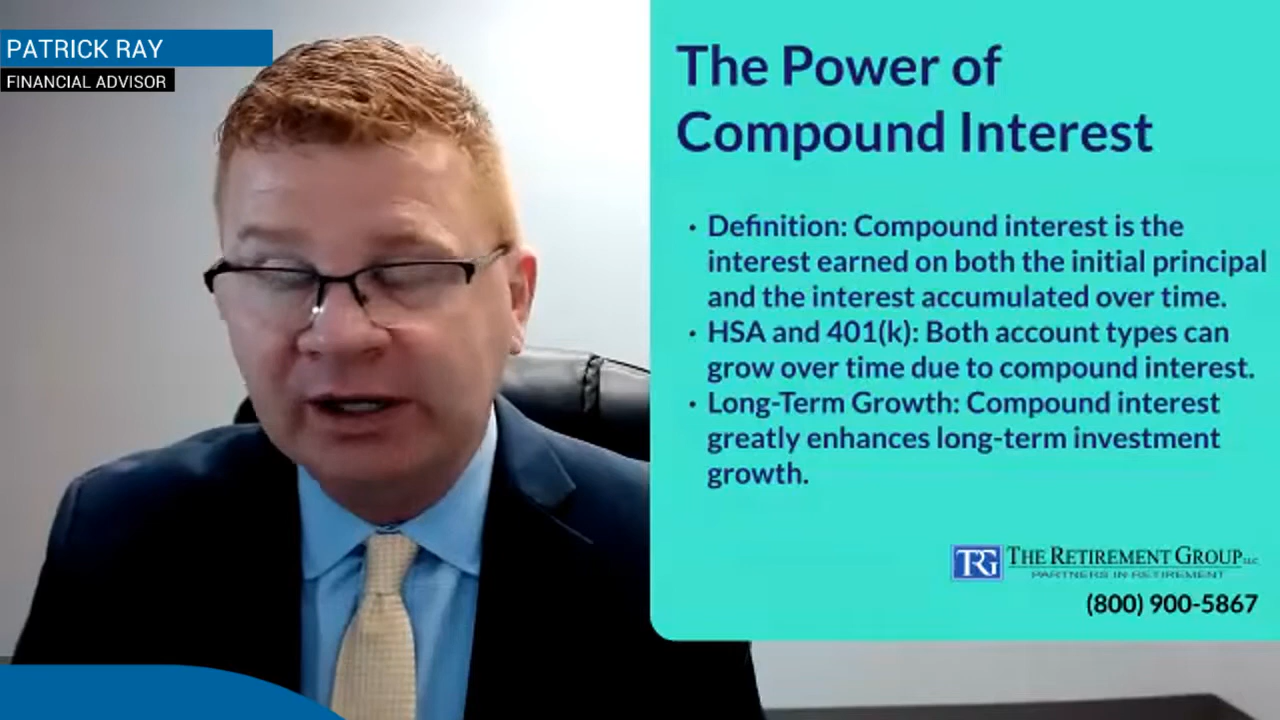 PATRICK RAY
FINANCIAL ADVISOR
The Power of
Compound Interest
• Definition: Compound interest is the
interest earned on both the initial principal
and the interest accumulated over time.
• HSA and 401(k): Both account types can
grow over time due to compound interest.
• Long-Term Growth: Compound interest
greatly enhances long-term investment
growth.
TRG THE RETIREMENT GROUP LLC
PARTNERS IN RETIREMENT
(800) 900-5867